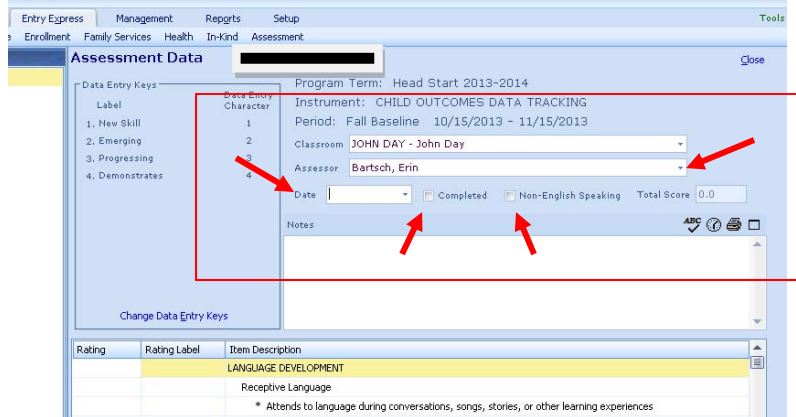 Entry Express Management Reports Setup Tools
Enrollment Family Services Health In-Kind Assessment
Assessment Data
Close
Data Entry Keys
Label Data Entry Character
1. New Skill 1
2. Emerging 2
3. Progressing 3
4. Demonstrates 4
Change Data Entry Keys
Program Term: Head Start 2013-2014
Instrument: CHILD OUTCOMES DATA TRACKING
Period: Fall Baseline 10/15/2013 - 11/15/2013
Classroom JOHN DAY - John Day
Assessor Bartsch, Erin
Date Completed Non-English Speaking Total Score 0.0
Notes ABC
Rating Rating Label Item Description
LANGUAGE DEVELOPMENT
Receptive Language
* Attends to language during conversations, songs, stories, or other learning experiences